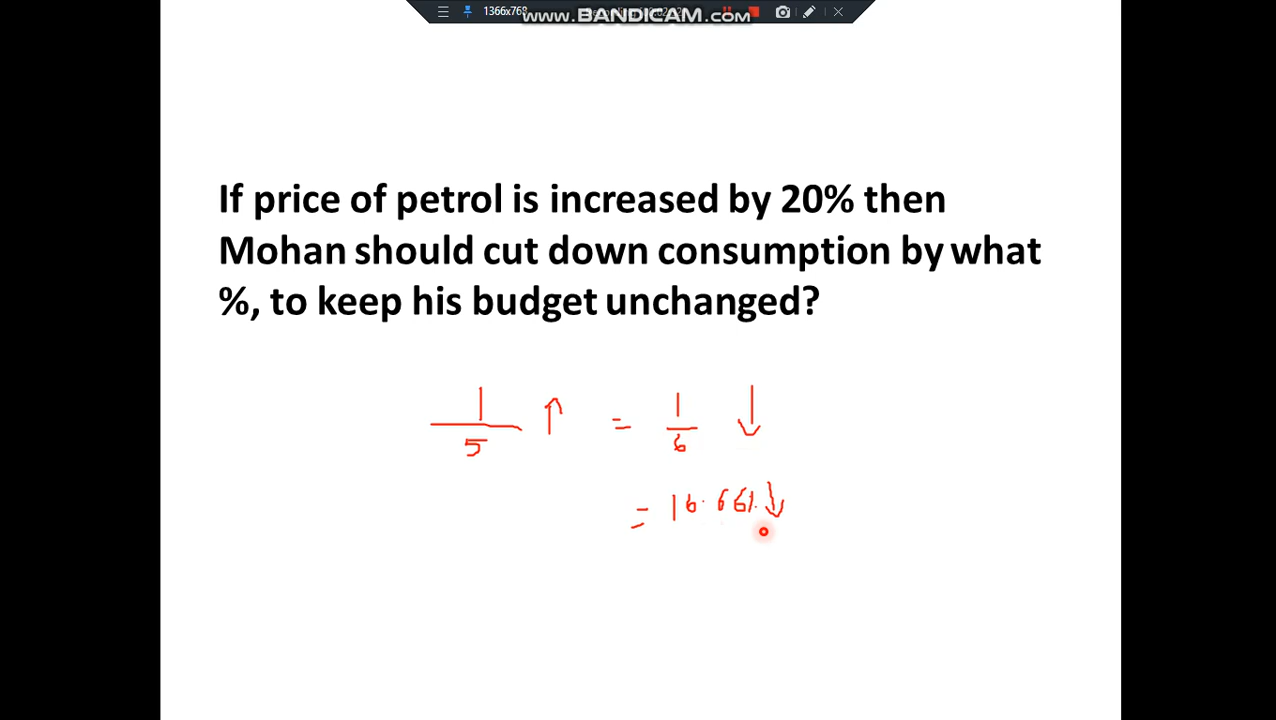 1366x768
www.BANDICAM.com
If price of petrol is increased by 20% then
Mohan should cut down consumption by what
%, to keep his budget unchanged?
1/5 ↑ = 1/6 ↓
= 16.66% ↓